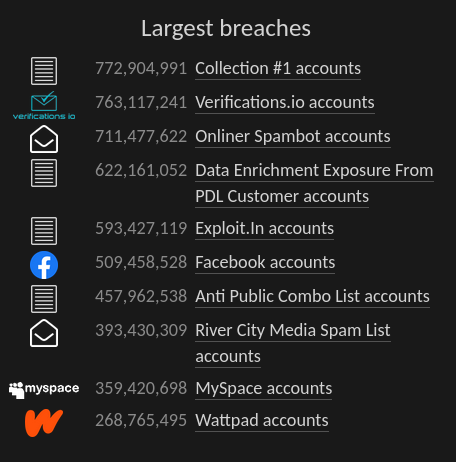 Largest breaches
772,904,991 Collection #1 accounts
verifications io
763,117,241 Verifications.io accounts
711,477,622 Onliner Spambot accounts
622,161,052 Data Enrichment Exposure From
PDL Customer accounts
593,427,119 Exploit.In accounts
509,458,528 Facebook accounts
457,962,538 Anti Public Combo List accounts
393,430,309 River City Media Spam List
accounts
myspace 359,420,698 MySpace accounts
268,765,495 Wattpad accounts